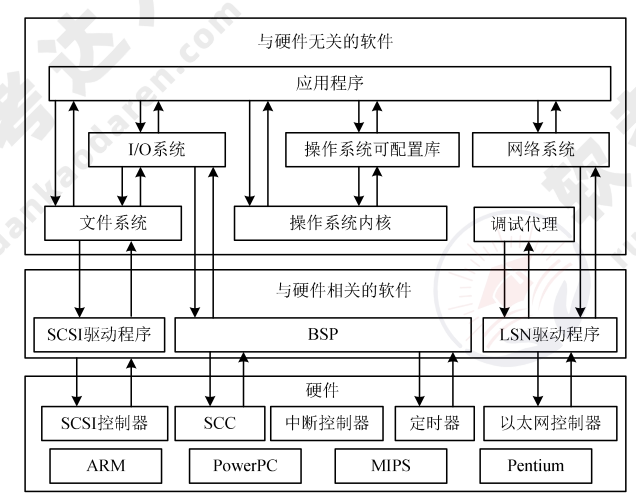 与硬件无关的软件
应用程序
I/O系统
操作系统可配置库
网络系统
文件系统
操作系统内核
调试代理
与硬件相关的软件
SCSI驱动程序
BSP
LSN驱动程序
硬件
SCSI控制器
SCC
中断控制器
定时器
以太网控制器
ARM
PowerPC
MIPS
Pentium